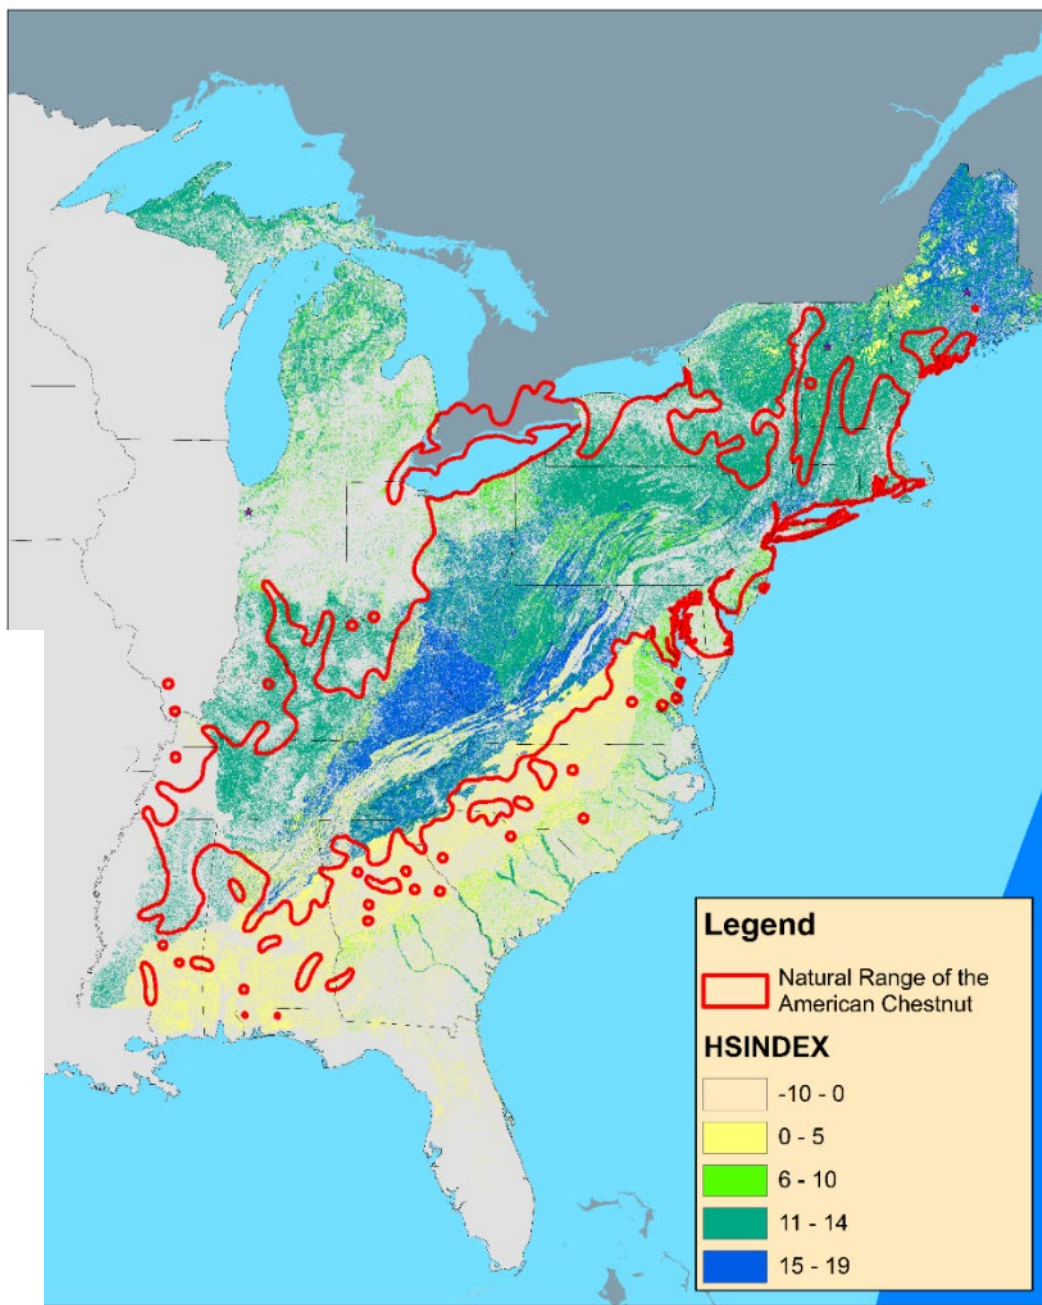 Legend
Natural Range of the
American Chestnut
HSINDEX
-10 - 0
0 - 5
6 - 10
11 - 14
15 - 19